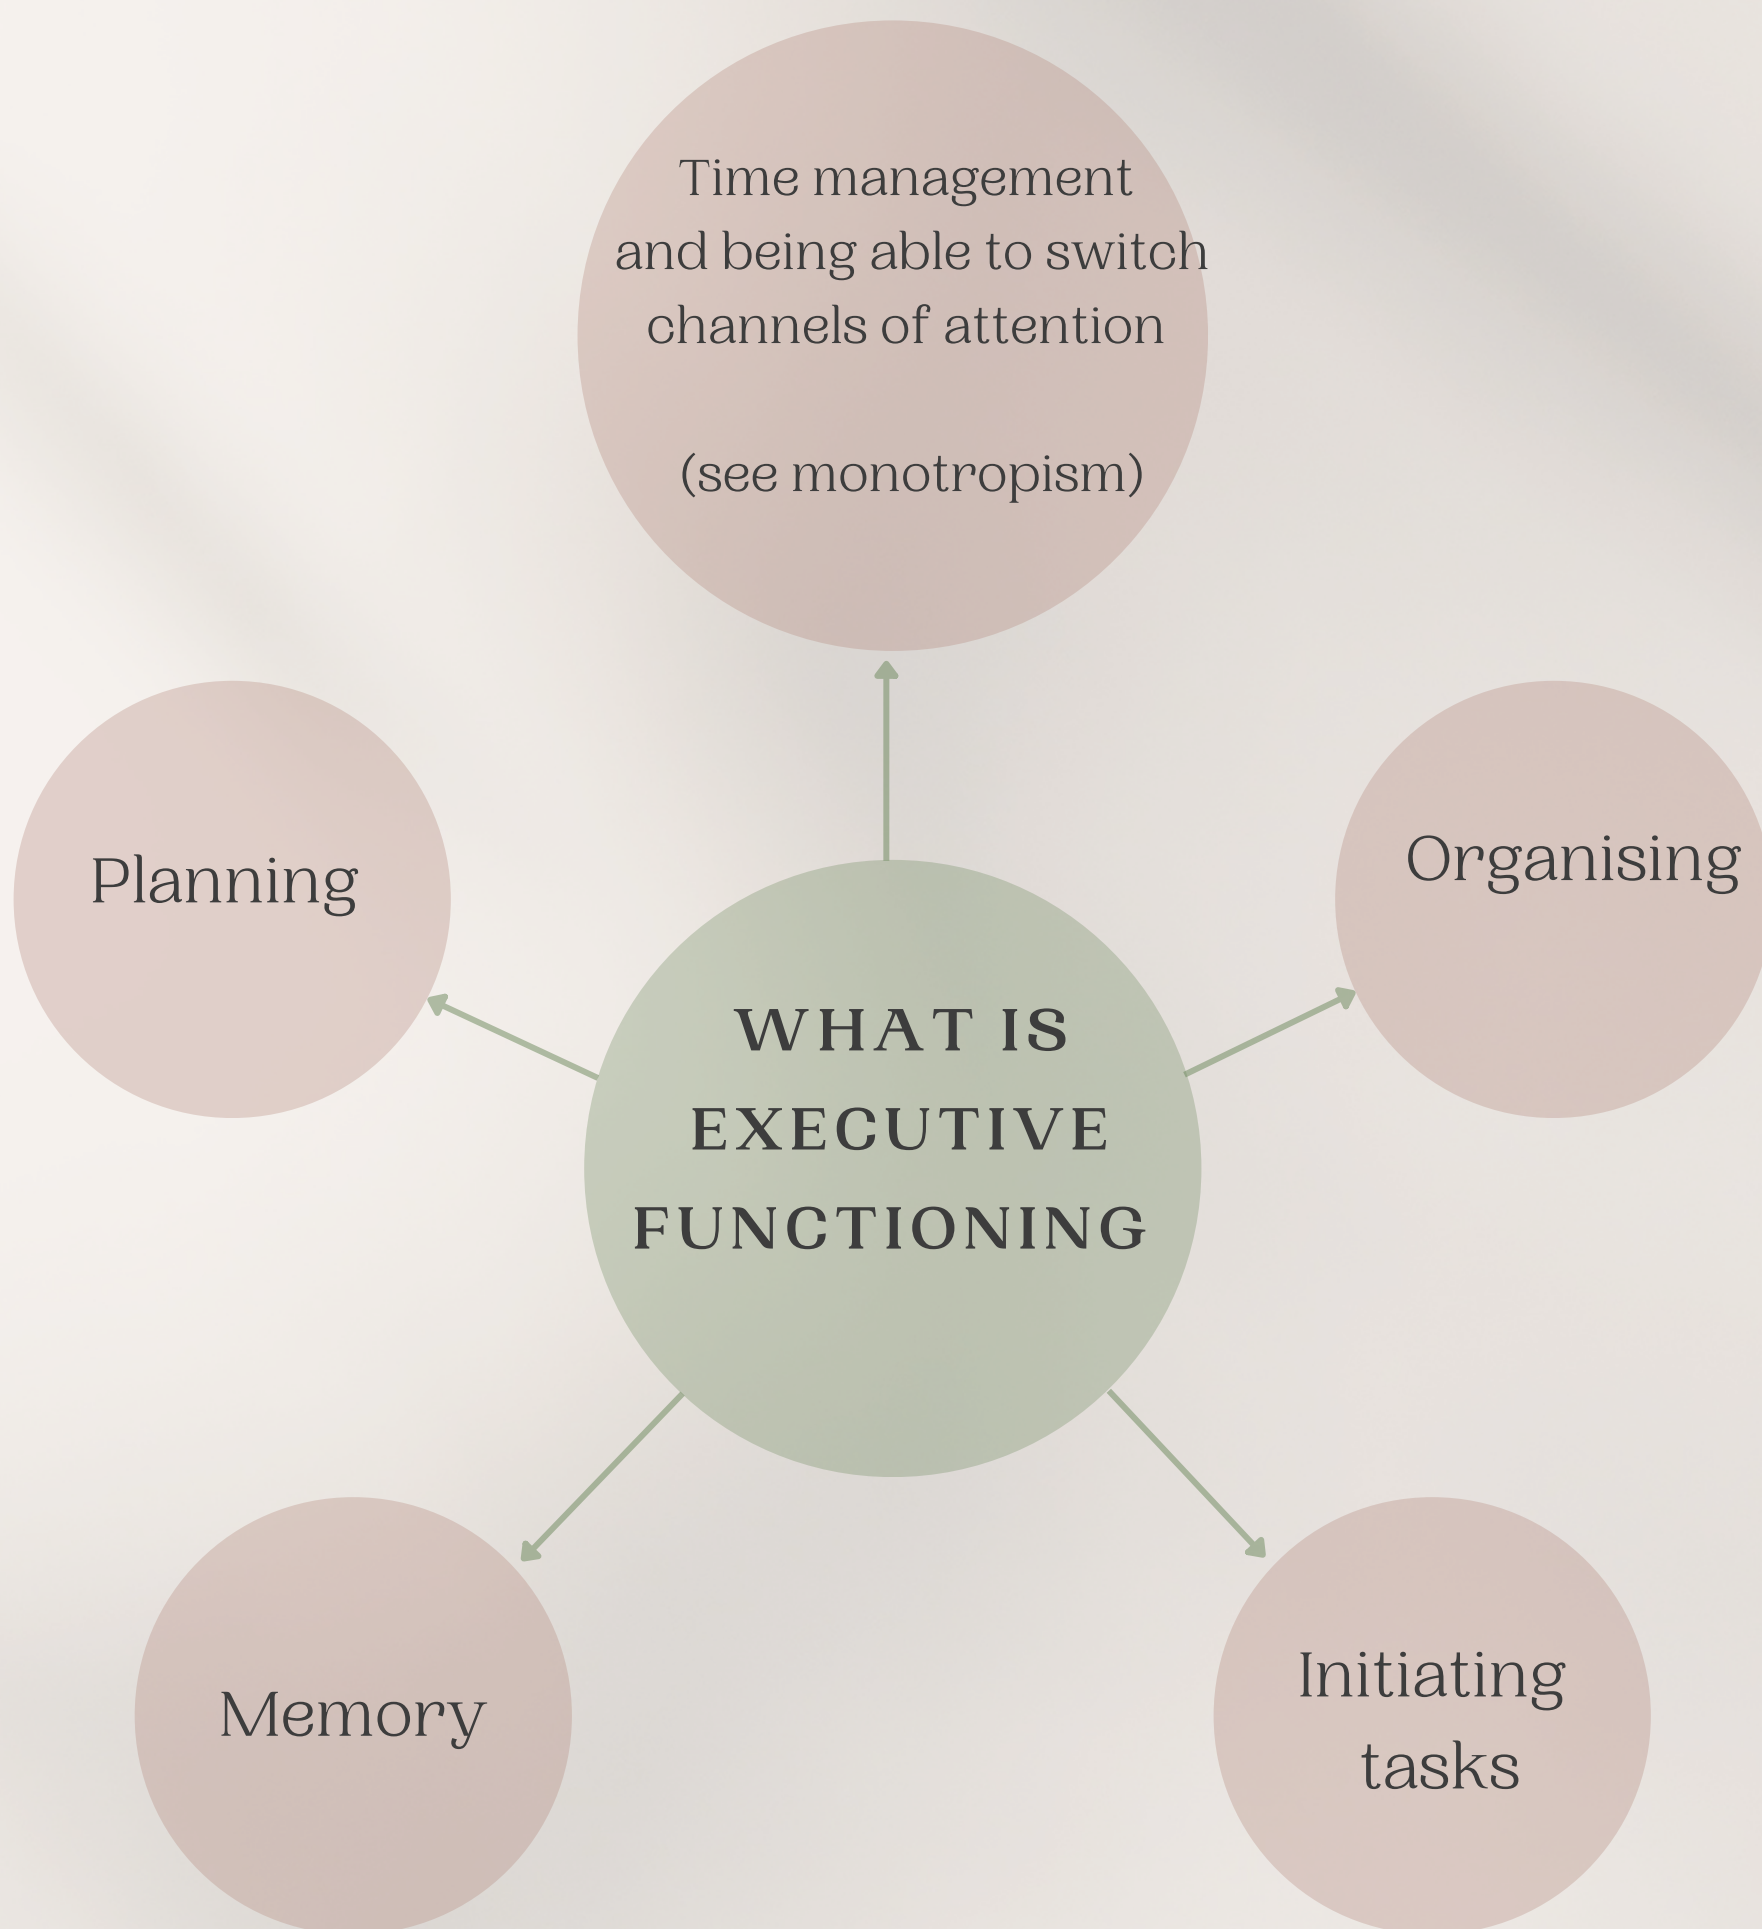 Time management
and being able to switch
channels of attention
(see monotropism)
Planning
Organising
WHAT IS
EXECUTIVE
FUNCTIONING
Memory
Initiating
tasks